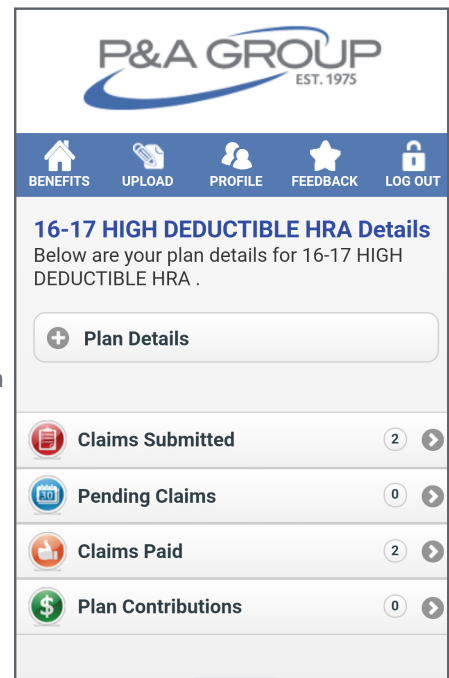 P&A GROUP
EST. 1975
BENEFITS UPLOAD PROFILE FEEDBACK LOG OUT
16-17 HIGH DEDUCTIBLE HRA Details
Below are your plan details for 16-17 HIGH
DEDUCTIBLE HRA .
Plan Details
Claims Submitted 2
30 Pending Claims 0
Claims Paid 2
$ Plan Contributions 0